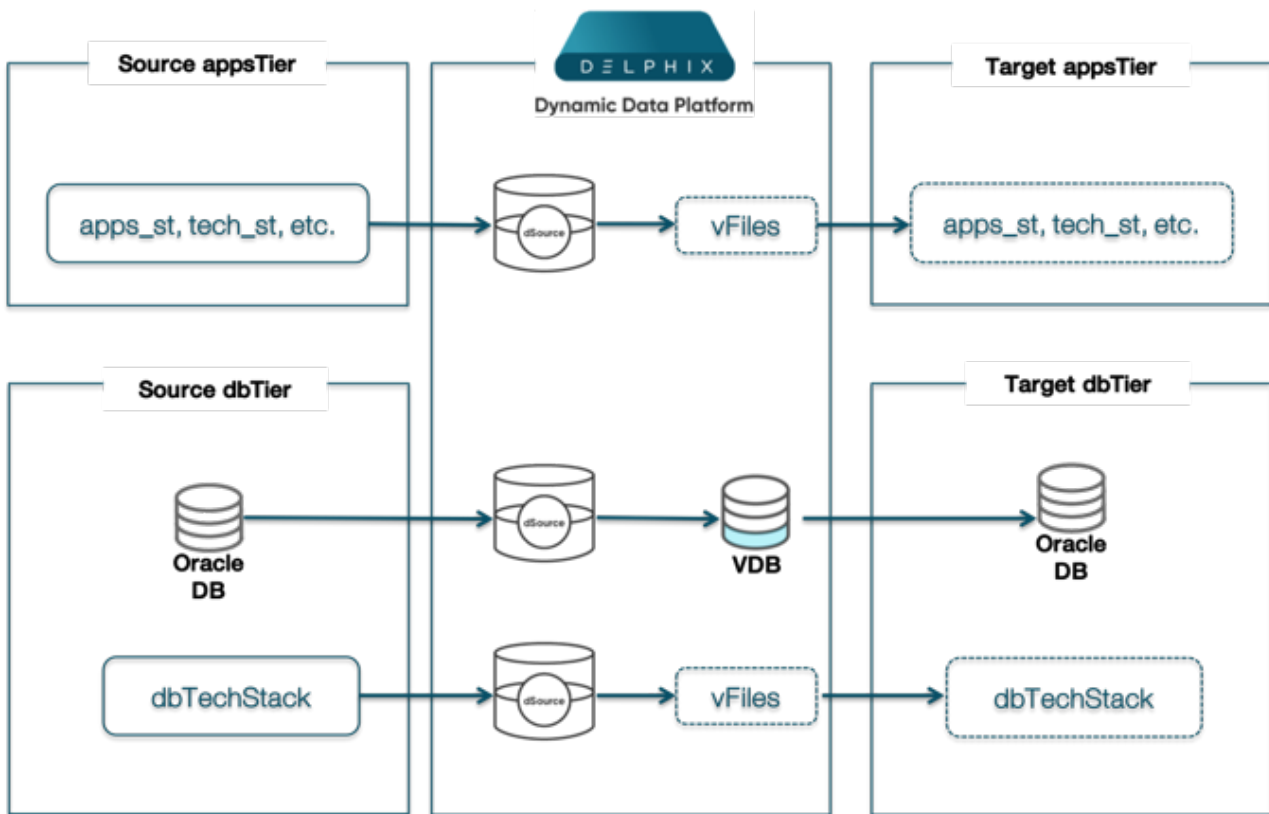 Source appsTier
DELPHIX
Dynamic Data Platform
Target appsTier
apps_st, tech_st, etc.
dSource
vFiles
apps_st, tech_st, etc.
Source dbTier
Target dbTier
Oracle
DB
dSource
VDB
Oracle
DB
dbTechStack
dSource
vFiles
dbTechStack